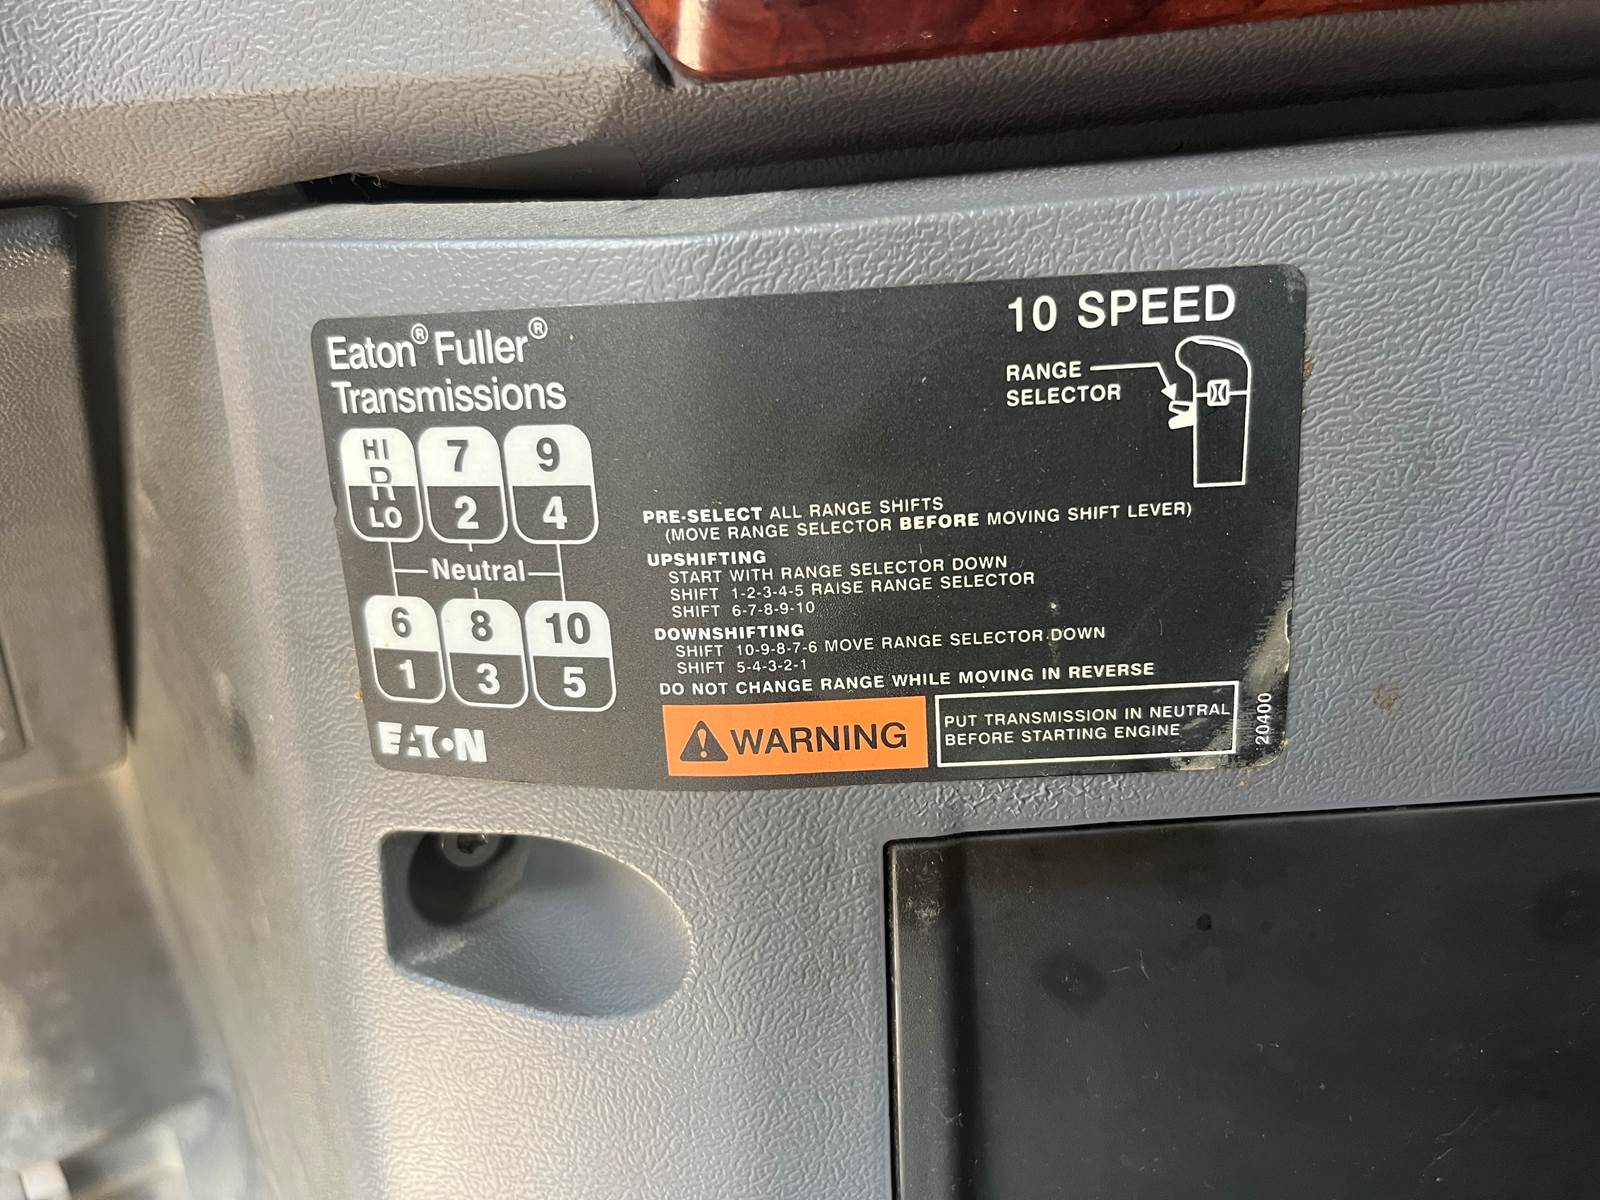 Eaton® Fuller®
Transmissions
HI 7 9
R
LO 2 4
Neutral
6 8 10
1 3 5
EATON
10 SPEED
RANGE
SELECTOR
PRE-SELECT ALL RANGE SHIFTS
(MOVE RANGE SELECTOR BEFORE MOVING SHIFT LEVER)
UPSHIFTING
START WITH RANGE SELECTOR DOWN
SHIFT 1-2-3-4-5 RAISE RANGE SELECTOR
SHIFT 6-7-8-9-10
DOWNSHIFTING
SHIFT 10-9-8-7-6 MOVE RANGE SELECTOR DOWN
SHIFT 5-4-3-2-1
DO NOT CHANGE RANGE WHILE MOVING IN REVERSE
WARNING
PUT TRANSMISSION IN NEUTRAL
BEFORE STARTING ENGINE
20400